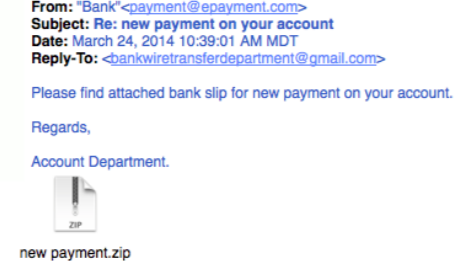 From: "Bank"<payment@epayment.com>
Subject: Re: new payment on your account
Date: March 24, 2014 10:39:01 AM MDT
Reply-To: <bankwiretransferdepartment@gmail.com>
Please find attached bank slip for new payment on your account.
Regards,
Account Department.
ZIP
new payment.zip